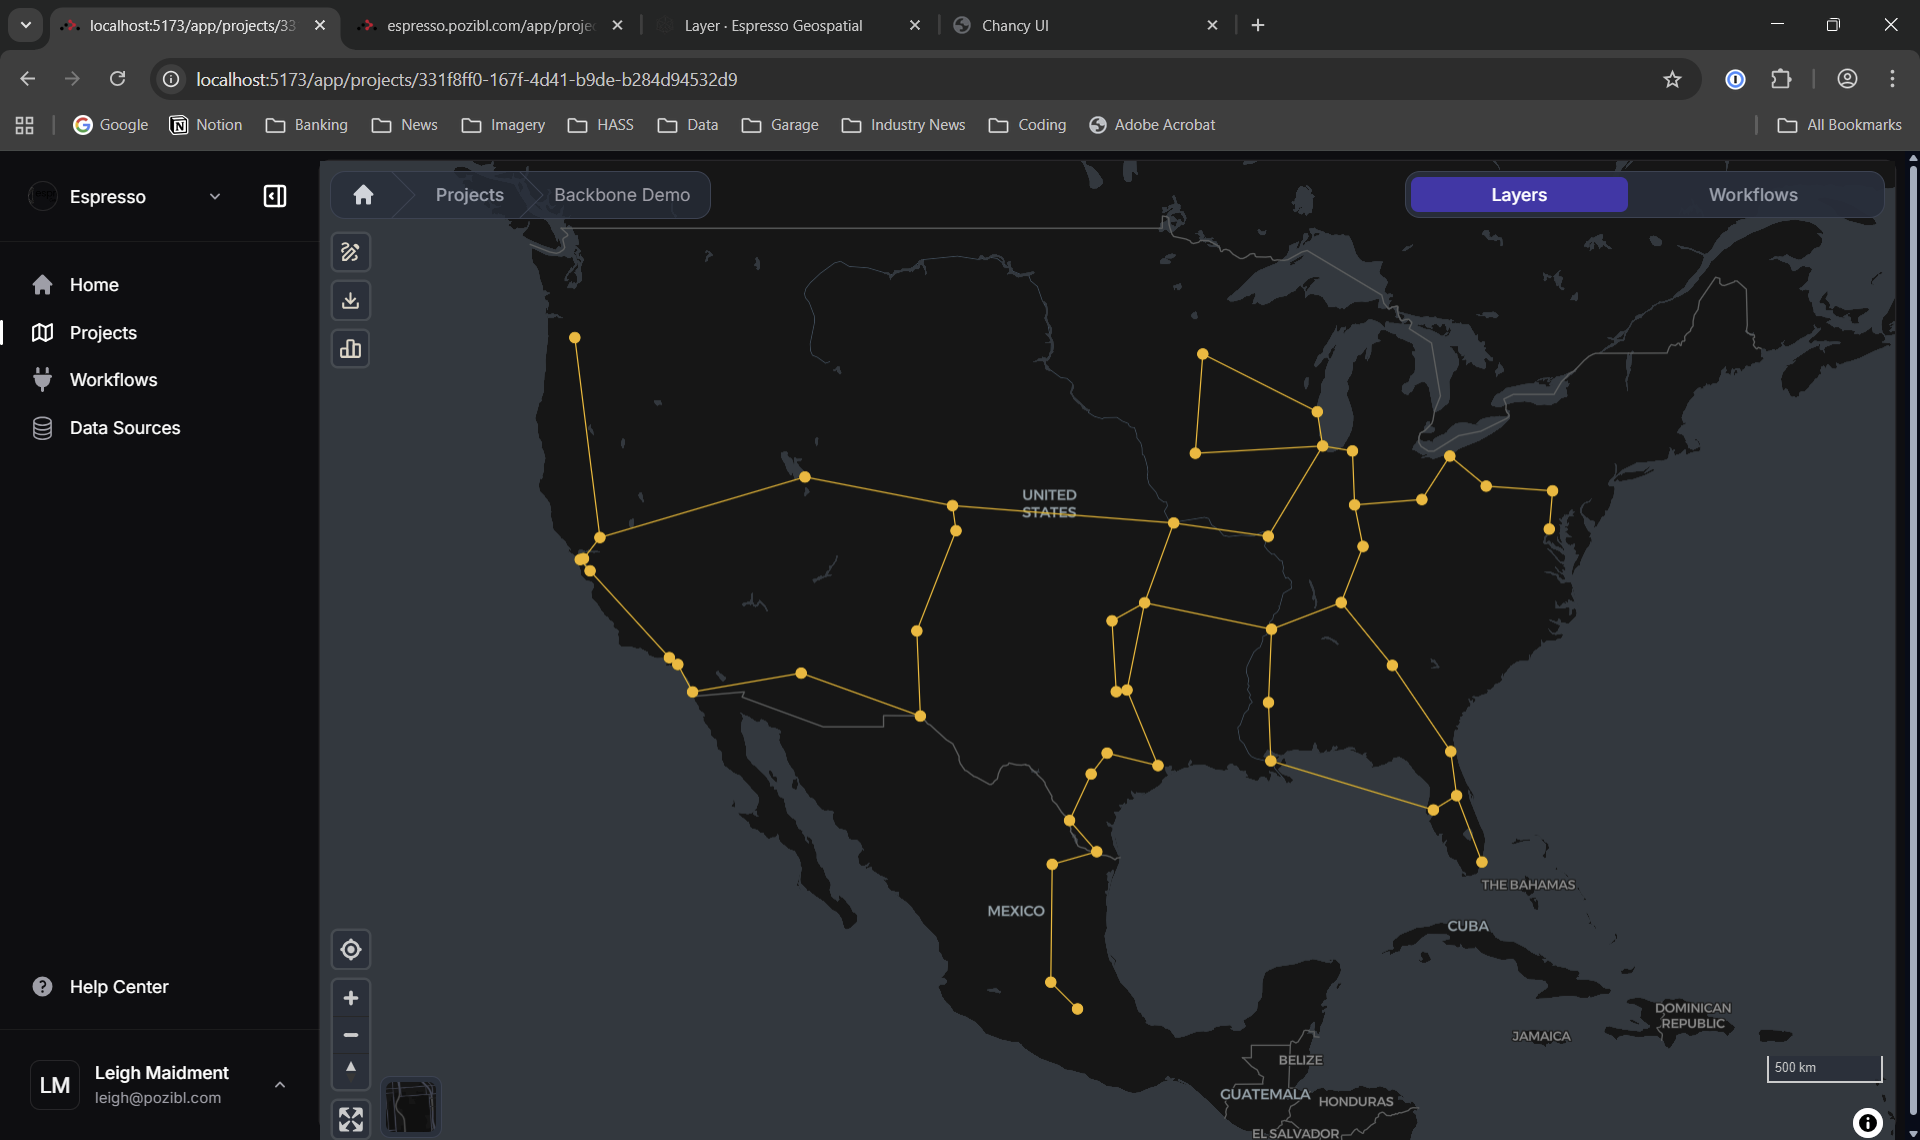 localhost:5173/app/projects/33
espresso.pozibl.com/app/proje
Layer · Espresso Geospatial
Chancy UI
localhost:5173/app/projects/331f8ff0-167f-4d41-b9de-b284d94532d9
Google
Notion
Banking
News
Imagery
HASS
Data
Garage
Industry News
Coding
Adobe Acrobat
All Bookmarks
Espresso
Home
Projects
Workflows
Data Sources
Help Center
LM
Leigh Maidment
leigh@pozibl.com
Projects
Backbone Demo
Layers
Workflows
UNITED
STATES
MEXICO
THE BAHAMAS
CUBA
DOMINICAN
REPUBLIC
JAMAICA
BELIZE
GUATEMALA
HONDURAS
EL SALVADOR
500 km